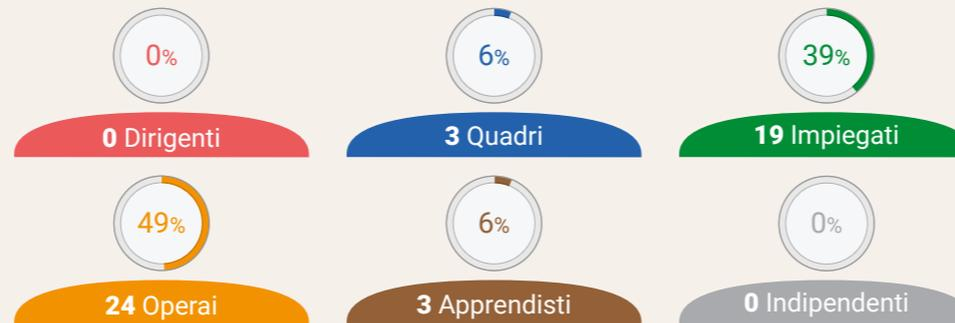 0% 6% 39%
0 Dirigenti 3 Quadri 19 Impiegati
49% 6% 0%
24 Operai 3 Apprendisti 0 Indipendenti